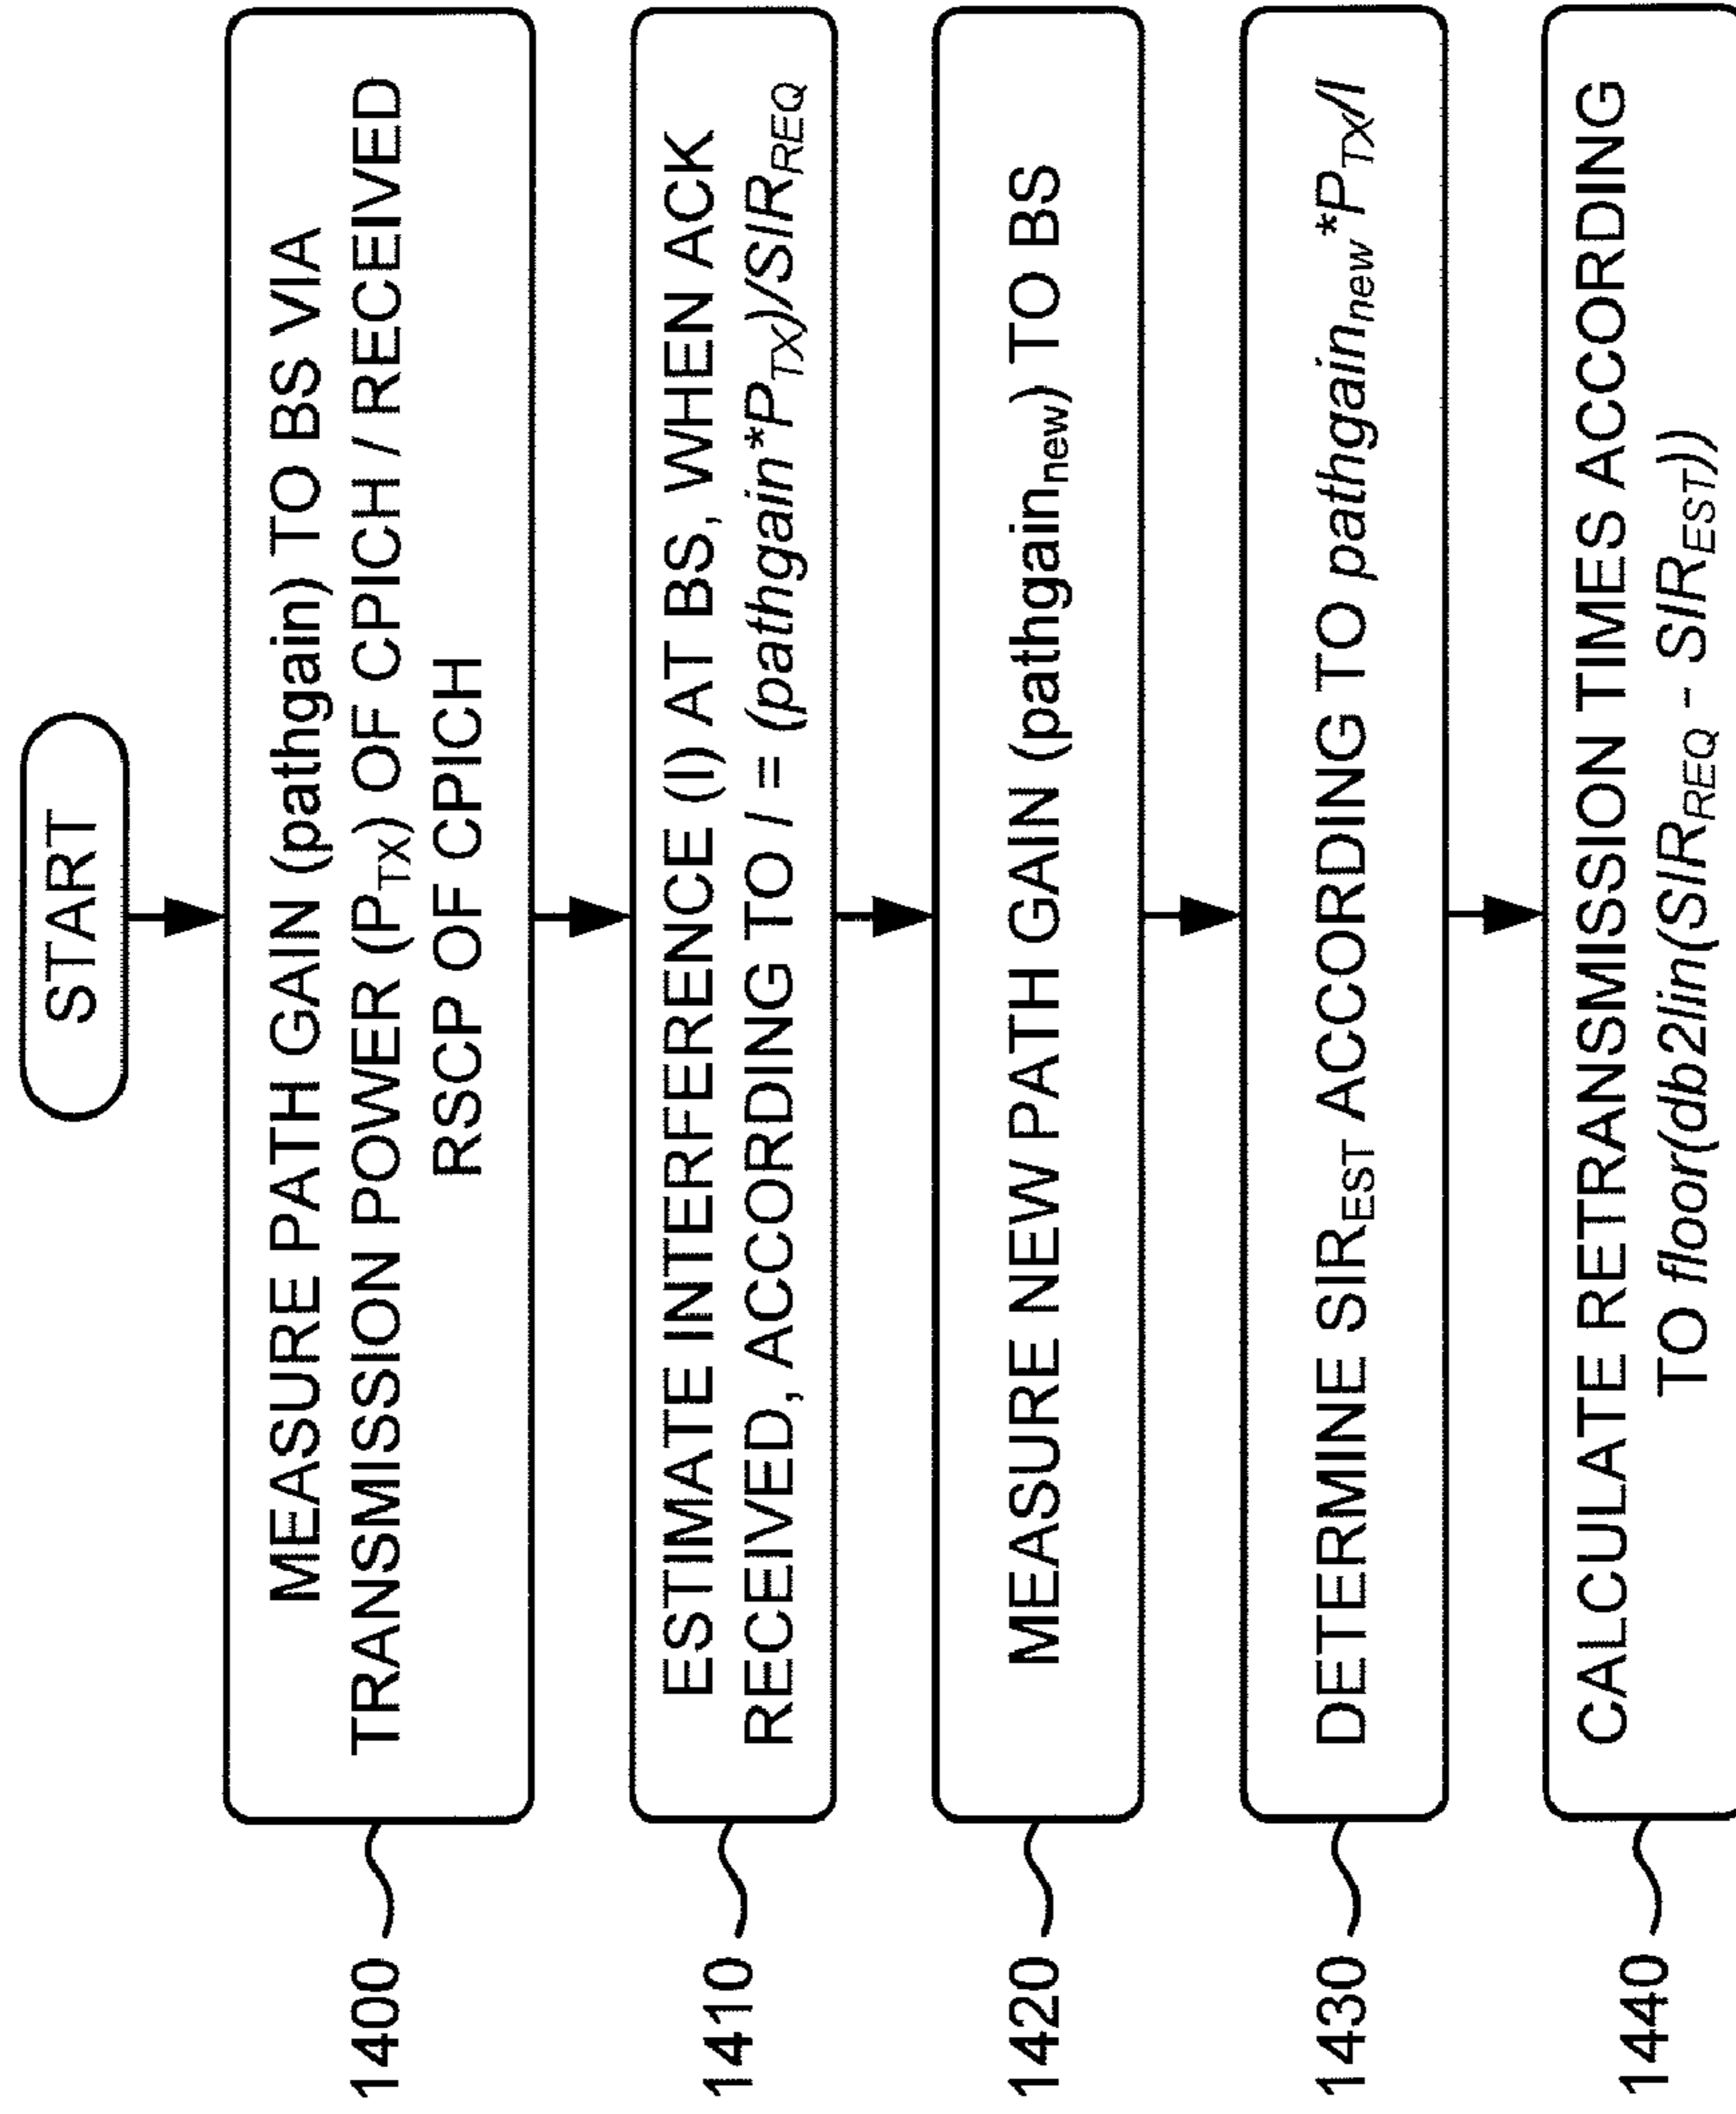 START
1400
MEASURE PATH GAIN (pathgain) TO BS VIA
TRANSMISSION POWER (P_TX) OF CPICH / RECEIVED
RSCP OF CPICH
1410
ESTIMATE INTERFERENCE (I) AT BS, WHEN ACK
RECEIVED, ACCORDING TO I = (pathgain*P_TX)/SIR_REQ
1420
MEASURE NEW PATH GAIN (pathgain_new) TO BS
1430
DETERMINE SIR_EST ACCORDING TO pathgain_new*P_TX/I
1440
CALCULATE RETRANSMISSION TIMES ACCORDING
TO floor(db2lin(SIR_REQ - SIR_EST))